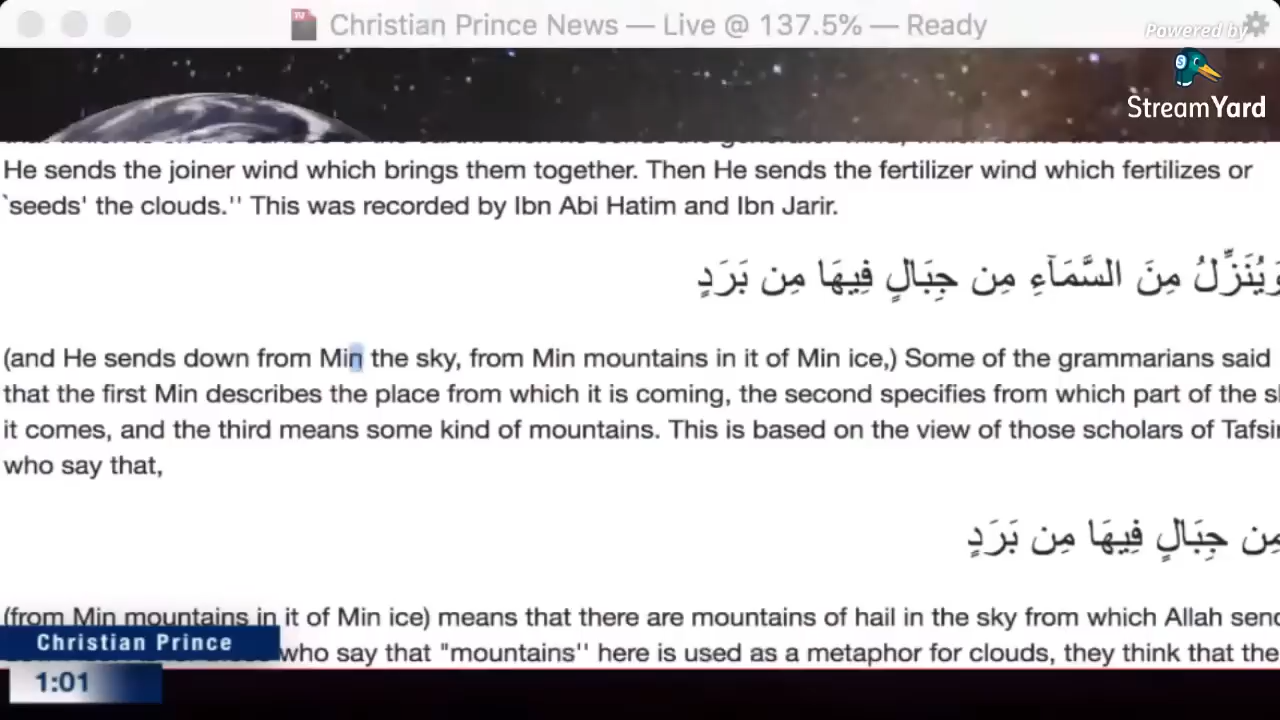 Christian Prince News — Live @ 137.5% — Ready
Powered by
StreamYard
He sends the joiner wind which brings them together. Then He sends the fertilizer wind which fertilizes or
`seeds' the clouds.'' This was recorded by Ibn Abi Hatim and Ibn Jarir.
وَيُنَزِّلُ مِنَ السَّمَآءِ مِن جِبَالٍ فِيهَا مِن بَرَدٍ
(and He sends down from Min the sky, from Min mountains in it of Min ice,) Some of the grammarians said
that the first Min describes the place from which it is coming, the second specifies from which part of the
it comes, and the third means some kind of mountains. This is based on the view of those scholars of Tafsir
who say that,
مِن جِبَالٍ فِيهَا مِن بَرَدٍ
(from Min mountains in it of Min ice) means that there are mountains of hail in the sky from which Allah
who say that "mountains'' here is used as a metaphor for clouds, they think that the
Christian Prince
1:01